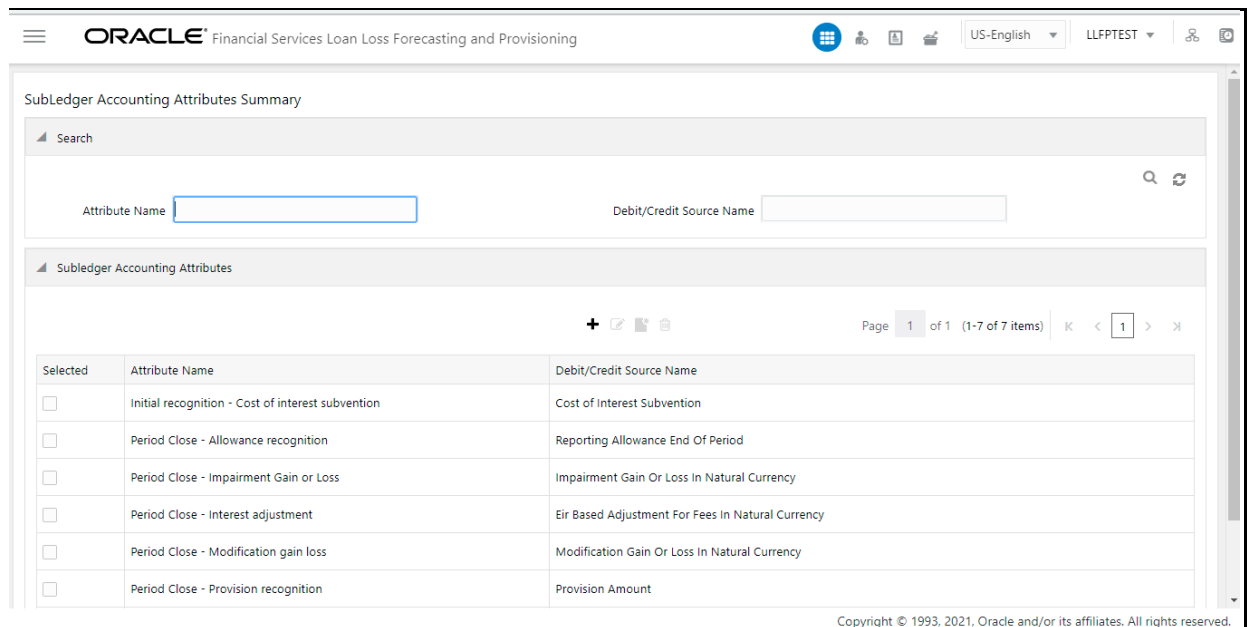 ORACLE® Financial Services Loan Loss Forecasting and Provisioning US-English LLFPTEST
SubLedger Accounting Attributes Summary
Search
Attribute Name Debit/Credit Source Name
Subledger Accounting Attributes
Page 1 of 1 (1-7 of 7 items) 1
Selected Attribute Name Debit/Credit Source Name
Initial recognition - Cost of interest subvention Cost of Interest Subvention
Period Close - Allowance recognition Reporting Allowance End Of Period
Period Close - Impairment Gain or Loss Impairment Gain Or Loss In Natural Currency
Period Close - Interest adjustment Eir Based Adjustment For Fees In Natural Currency
Period Close - Modification gain loss Modification Gain Or Loss In Natural Currency
Period Close - Provision recognition Provision Amount
Copyright © 1993, 2021, Oracle and/or its affiliates. All rights reserved.